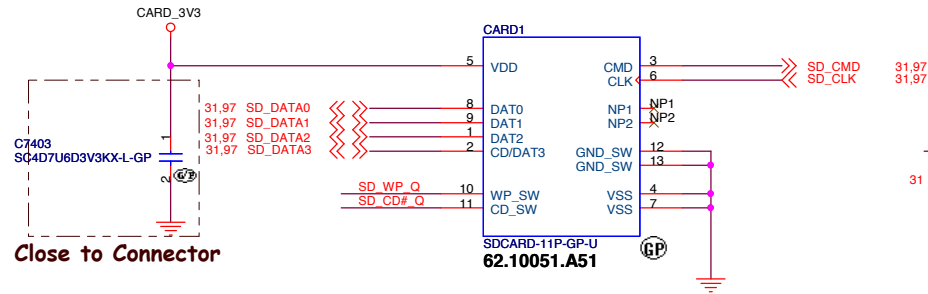 CARD_3V3
CARD1
5 VDD CMD 3 SD_CMD 31,97
CLK 6 SD_CLK 31,97
31,97 SD_DATA0 8 DAT0 NP1 NP1
31,97 SD_DATA1 9 DAT1 NP2 NP2
31,97 SD_DATA2 1 DAT2
31,97 SD_DATA3 2 CD/DAT3 GND_SW 12
GND_SW 13
C7403
SC4D7U6D3V3KX-L-GP
1
2
GP
31
SD_WP_Q 10 WP_SW VSS 4
SD_CD#_Q 11 CD_SW VSS 7
SDCARD-11P-GP-U
62.10051.A51
GP
Close to Connector